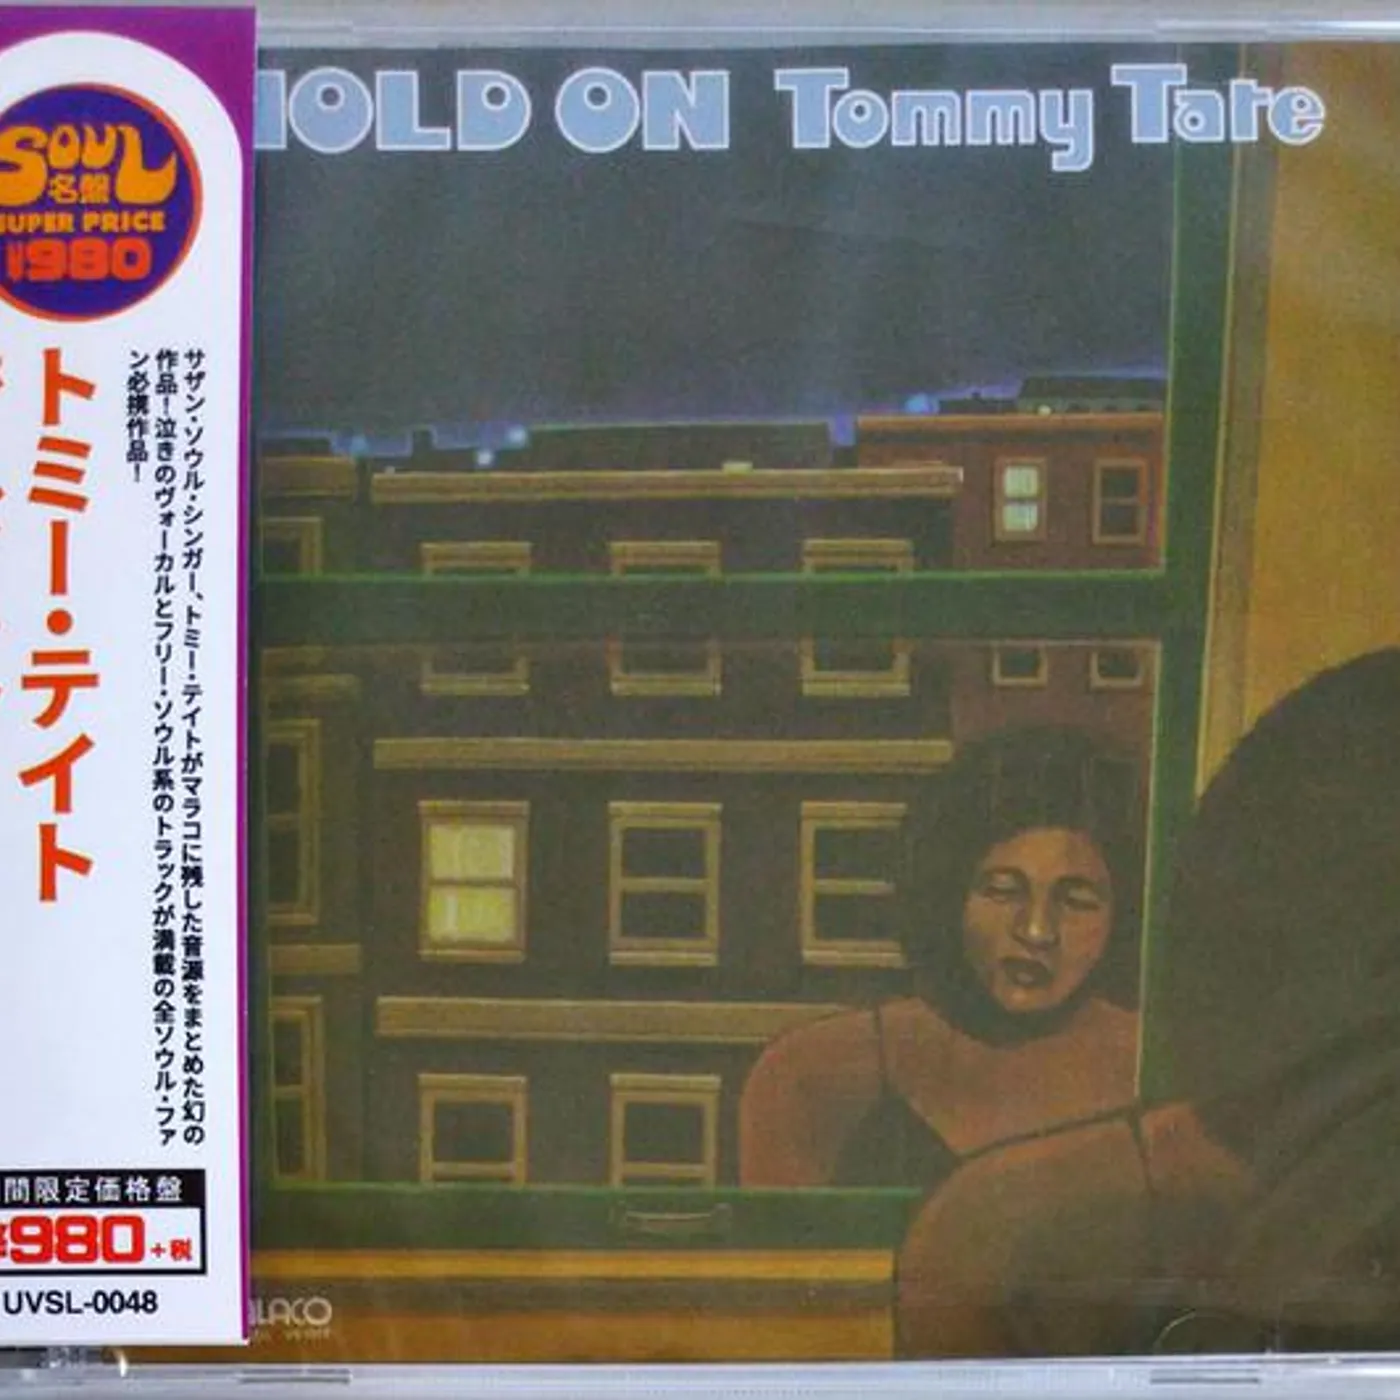 HOLD ON Tommy Tate
SOUL
名盤
SUPER PRICE
¥980
トミー・テイト
サザン・ソウル・シンガー、トミー・テイトがマラコに残した音源をまとめた幻の
作品!泣きのヴォーカルとフリー・ソウル系のトラックが満載の全ソウル・ファ
ン必携作品!
間限定価格盤
¥980+税
UVSL-0048